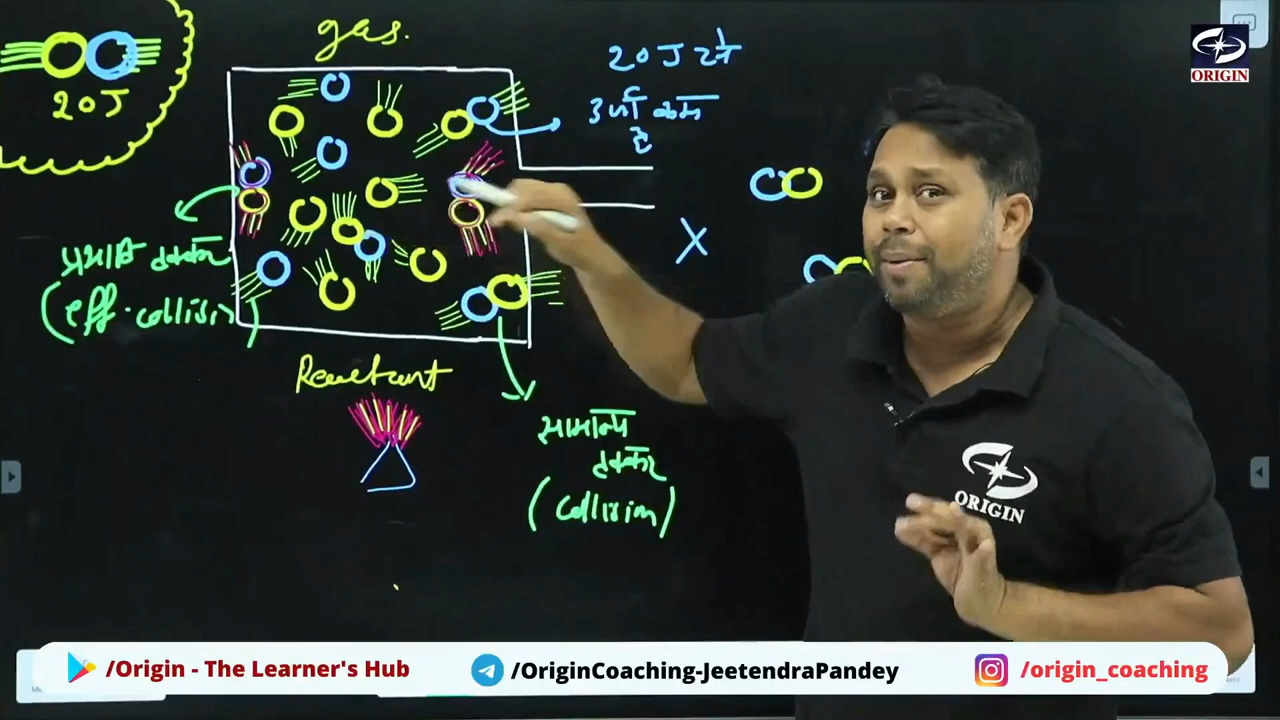 gas.
20J
20J से
ऊर्जा कम
है
ORIGIN
प्रभावी टक्कर
(eff. collision)
X
Reactant
सामान्य
टक्कर
(collision)
ORIGIN
/Origin - The Learner's Hub
/OriginCoaching-JeetendraPandey
/origin_coaching